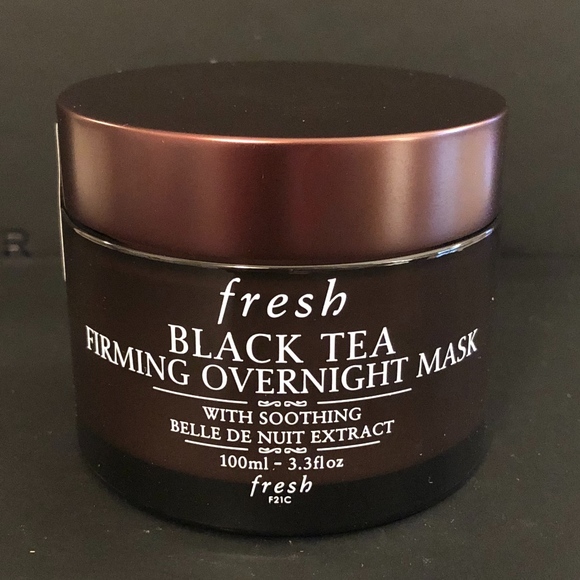 fresh
BLACK TEA
FIRMING OVERNIGHT MASK
WITH SOOTHING
BELLE DE NUIT EXTRACT
100ml - 3.3floz
fresh
F21C
R